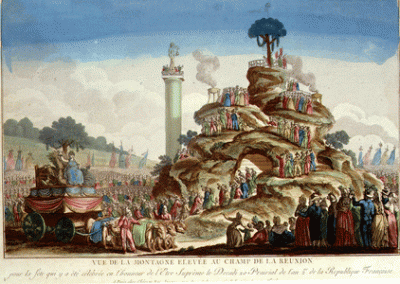 VUE DE LA MONTAGNE ELEVÉE AU CHAMP DE LA REUNION
pour la fete qui y a été célébrée en l'honneur de l'Etre Suprême le Decadi 20 Prairial de l'an 2.e de la République Française